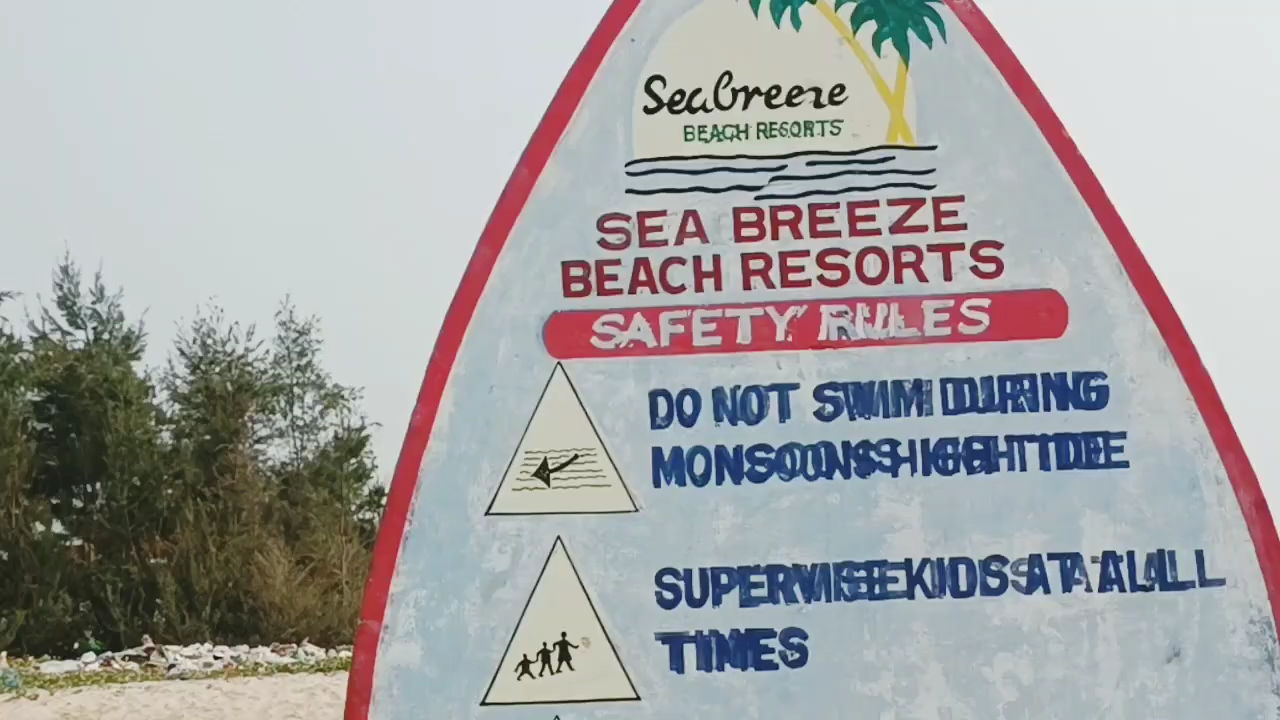 Seabreeze
BEACH RESORTS
SEA BREEZE
BEACH RESORTS
SAFETY RULES
DO NOT SWIM DURING
MONSOONS HIGH TIDE
SUPERVISE KIDS AT ALL
TIMES